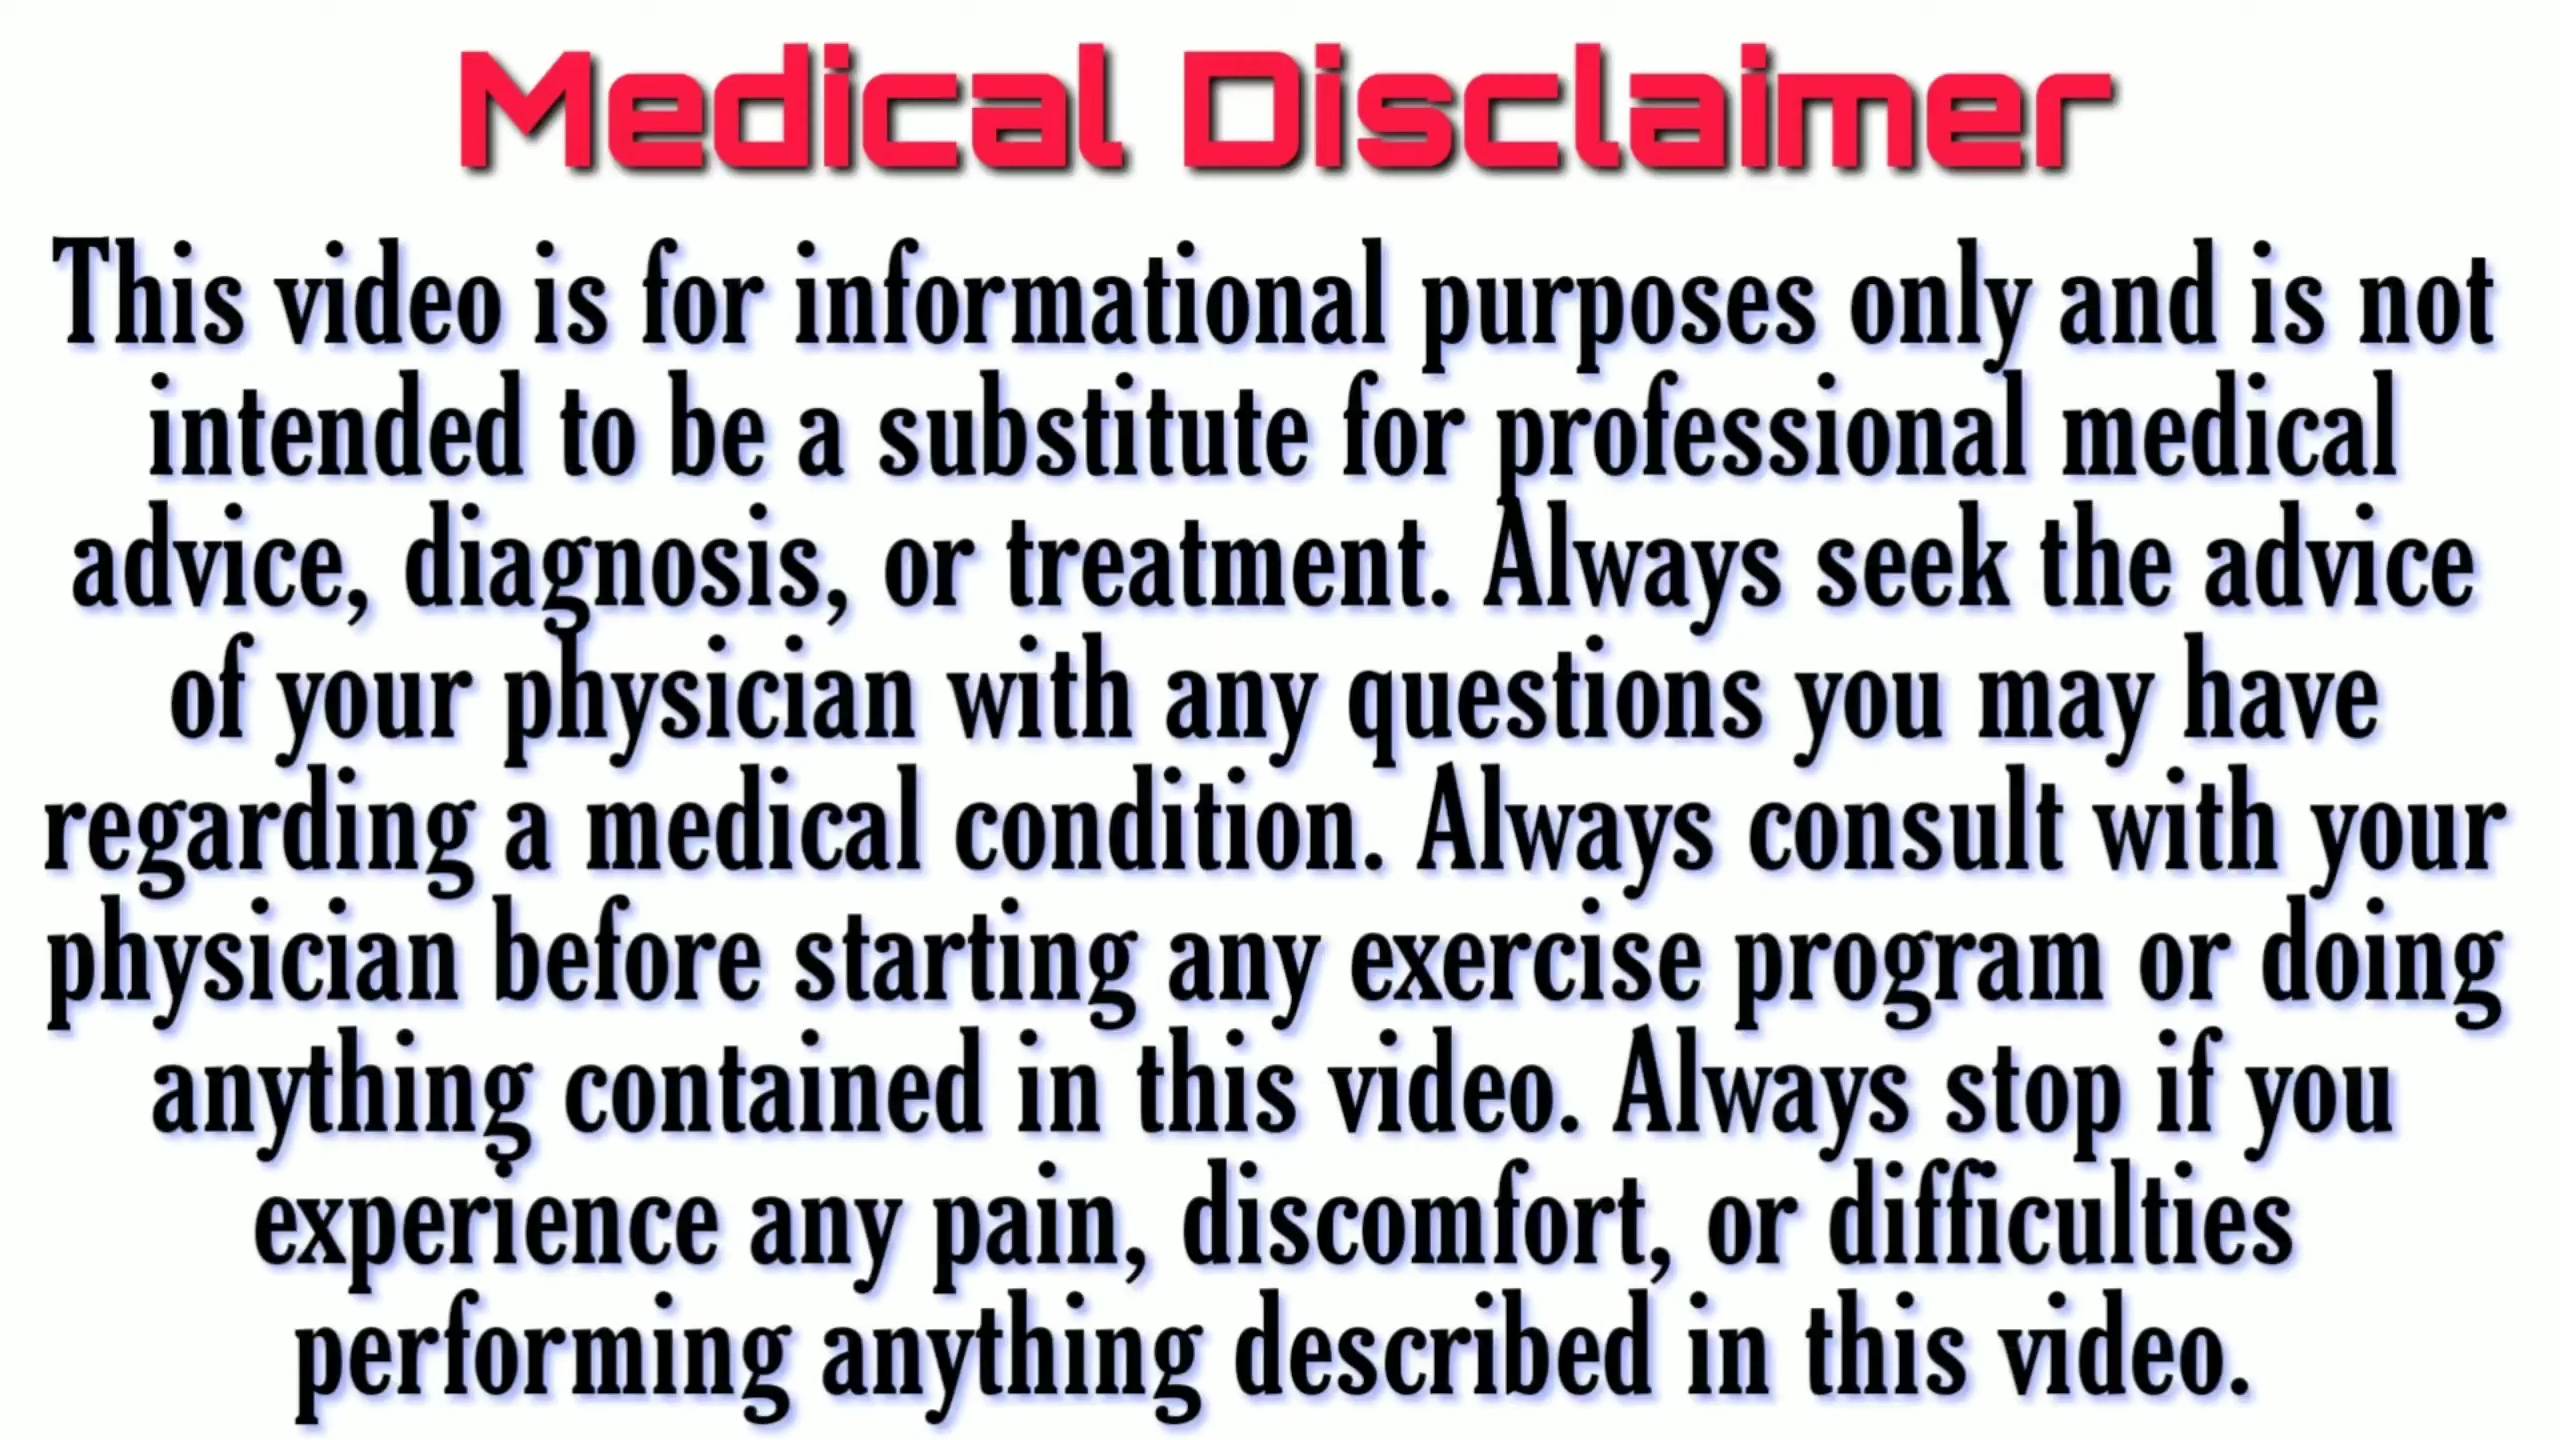 Medical Disclaimer
This video is for informational purposes only and is not
intended to be a substitute for professional medical
advice, diagnosis, or treatment. Always seek the advice
of your physician with any questions you may have
regarding a medical condition. Always consult with your
physician before starting any exercise program or doing
anything contained in this video. Always stop if you
experience any pain, discomfort, or difficulties
performing anything described in this video.